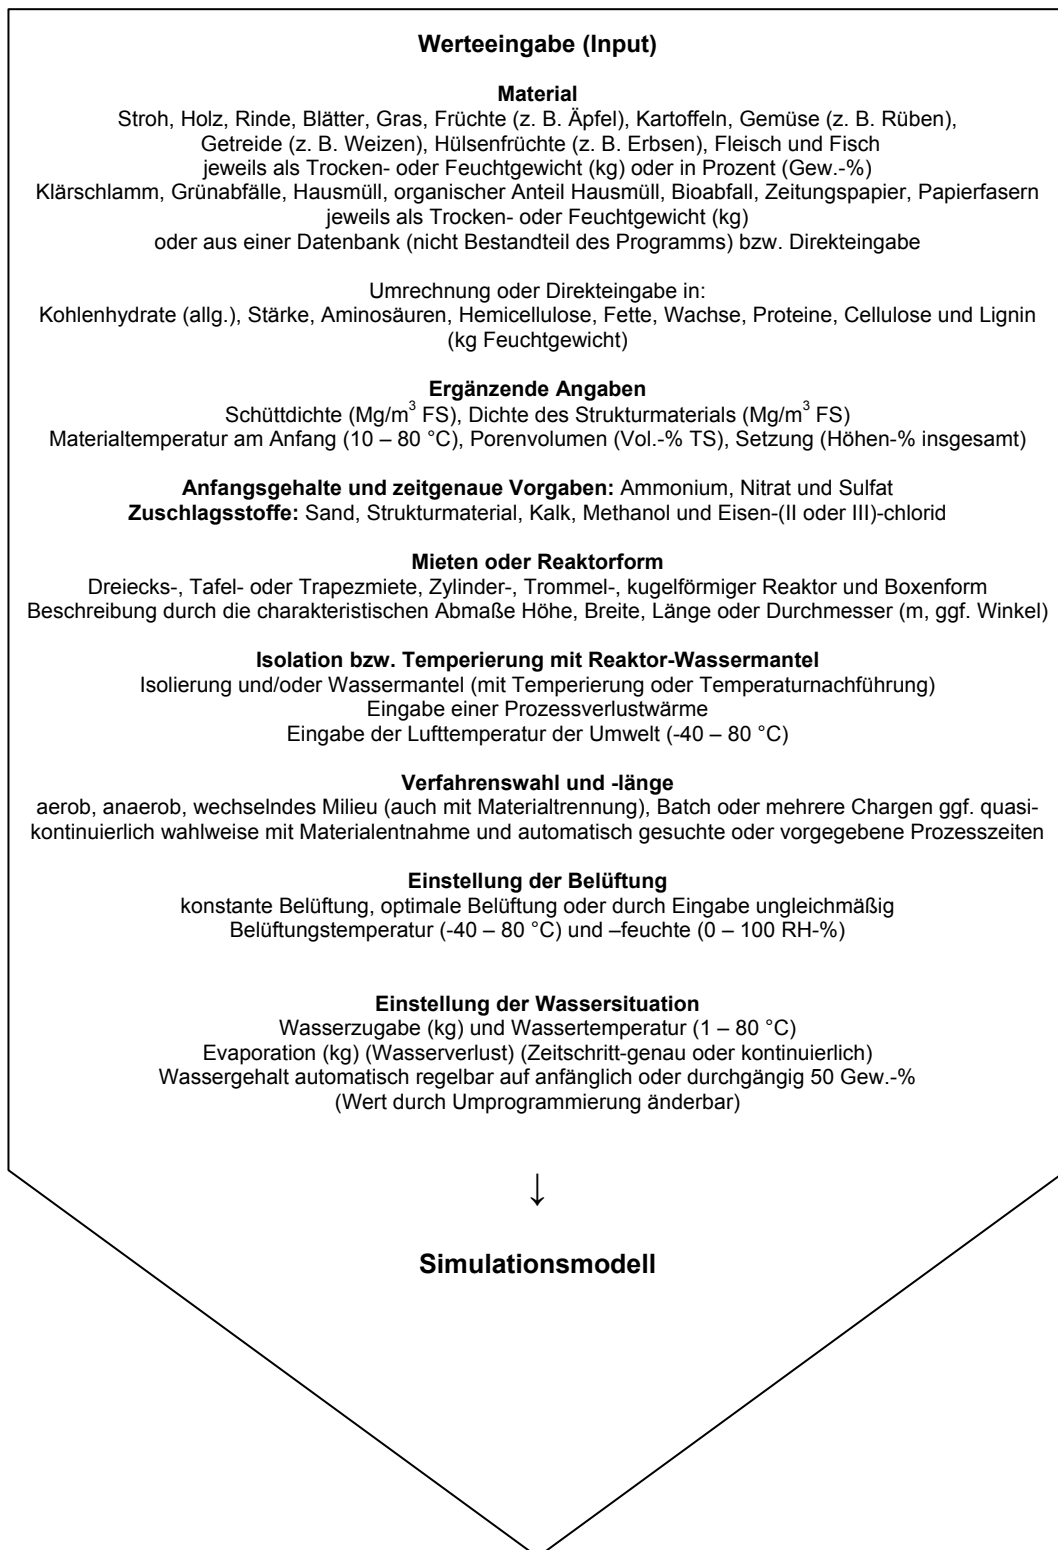 Werteeingabe (Input)
Material
Stroh, Holz, Rinde, Blätter, Gras, Früchte (z. B. Äpfel), Kartoffeln, Gemüse (z. B. Rüben),
Getreide (z. B. Weizen), Hülsenfrüchte (z. B. Erbsen), Fleisch und Fisch
jeweils als Trocken- oder Feuchtgewicht (kg) oder in Prozent (Gew.-%)
Klärschlamm, Grünabfälle, Hausmüll, organischer Anteil Hausmüll, Bioabfall, Zeitungspapier, Papierfasern
jeweils als Trocken- oder Feuchtgewicht (kg)
oder aus einer Datenbank (nicht Bestandteil des Programms) bzw. Direkteingabe
Umrechnung oder Direkteingabe in:
Kohlenhydrate (allg.), Stärke, Aminosäuren, Hemicellulose, Fette, Wachse, Proteine, Cellulose und Lignin
(kg Feuchtgewicht)
Ergänzende Angaben
Schüttdichte (Mg/m³ FS), Dichte des Strukturmaterials (Mg/m³ FS)
Materialtemperatur am Anfang (10 – 80 °C), Porenvolumen (Vol.-% TS), Setzung (Höhen-% insgesamt)
Anfangsgehalte und zeitgenaue Vorgaben: Ammonium, Nitrat und Sulfat
Zuschlagsstoffe: Sand, Strukturmaterial, Kalk, Methanol und Eisen-(II oder III)-chlorid
Mieten oder Reaktorform
Dreiecks-, Tafel- oder Trapezmiete, Zylinder-, Trommel-, kugelförmiger Reaktor und Boxenform
Beschreibung durch die charakteristischen Abmaße Höhe, Breite, Länge oder Durchmesser (m, ggf. Winkel)
Isolation bzw. Temperierung mit Reaktor-Wassermantel
Isolierung und/oder Wassermantel (mit Temperierung oder Temperaturnachführung)
Eingabe einer Prozessverlustwärme
Eingabe der Lufttemperatur der Umwelt (-40 – 80 °C)
Verfahrenswahl und -länge
aerob, anaerob, wechselndes Milieu (auch mit Materialtrennung), Batch oder mehrere Chargen ggf. quasi-
kontinuierlich wahlweise mit Materialentnahme und automatisch gesuchte oder vorgegebene Prozesszeiten
Einstellung der Belüftung
konstante Belüftung, optimale Belüftung oder durch Eingabe ungleichmäßig
Belüftungstemperatur (-40 – 80 °C) und –feuchte (0 – 100 RH-%)
Einstellung der Wassersituation
Wasserzugabe (kg) und Wassertemperatur (1 – 80 °C)
Evaporation (kg) (Wasserverlust) (Zeitschritt-genau oder kontinuierlich)
Wassergehalt automatisch regelbar auf anfänglich oder durchgängig 50 Gew.-%
(Wert durch Umprogrammierung änderbar)
↓
Simulationsmodell